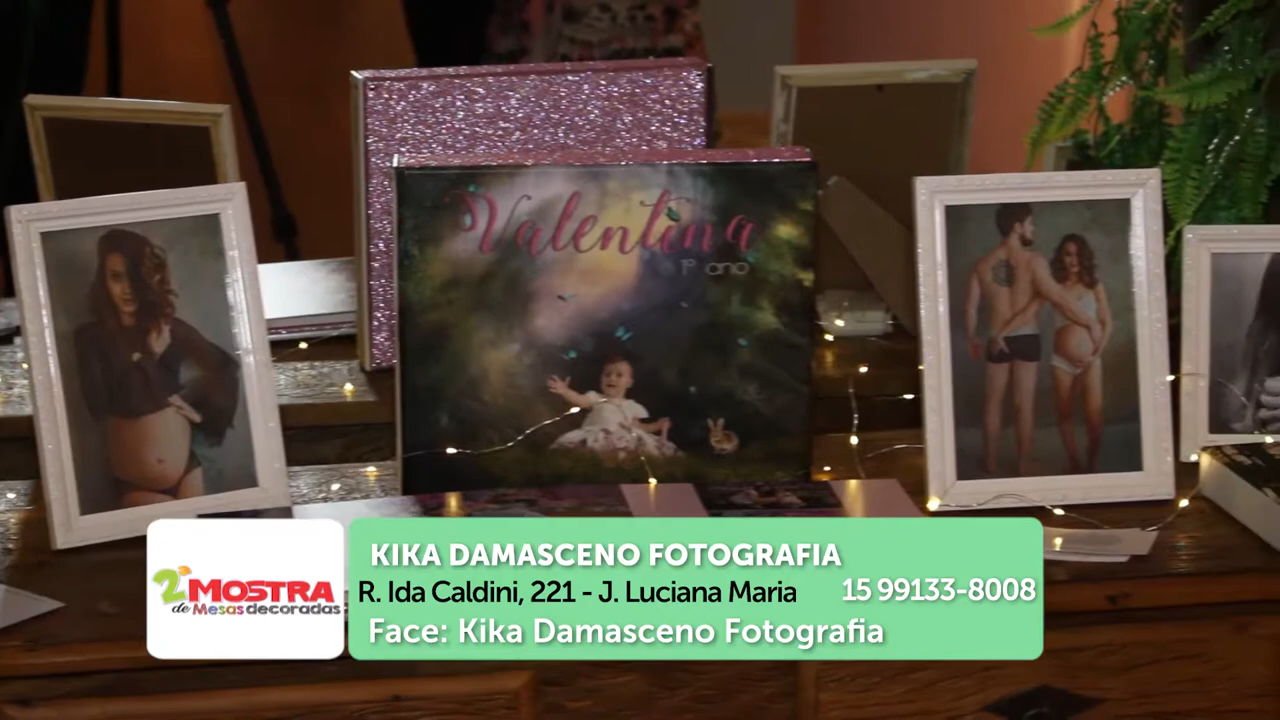 Valentina
1º ano
KIKA DAMASCENO FOTOGRAFIA
2ª MOSTRA
de Mesas decoradas
R. Ida Caldini, 221 - J. Luciana Maria 15 99133-8008
Face: Kika Damasceno Fotografia